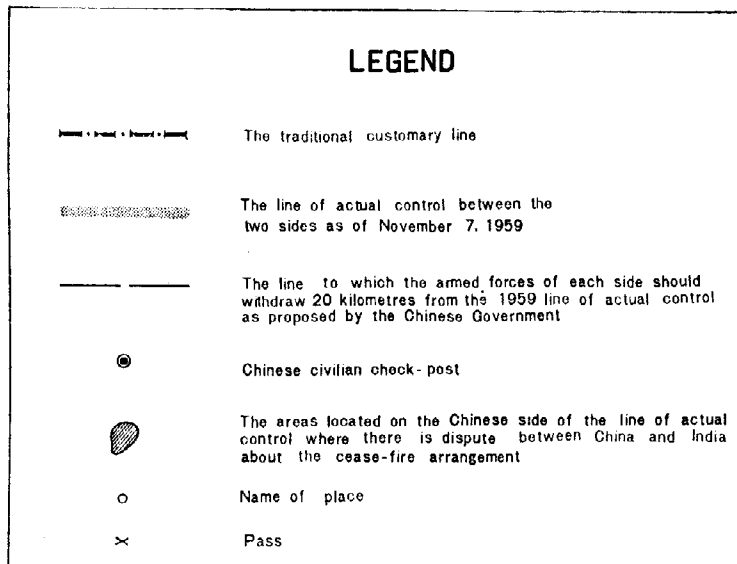 LEGEND
The traditional customary line
The line of actual control between the
two sides as of November 7, 1959
The line to which the armed forces of each side should
withdraw 20 kilometres from the 1959 line of actual control
as proposed by the Chinese Government
Chinese civilian check-post
The areas located on the Chinese side of the line of actual
control where there is dispute between China and India
about the cease-fire arrangement
Name of place
Pass